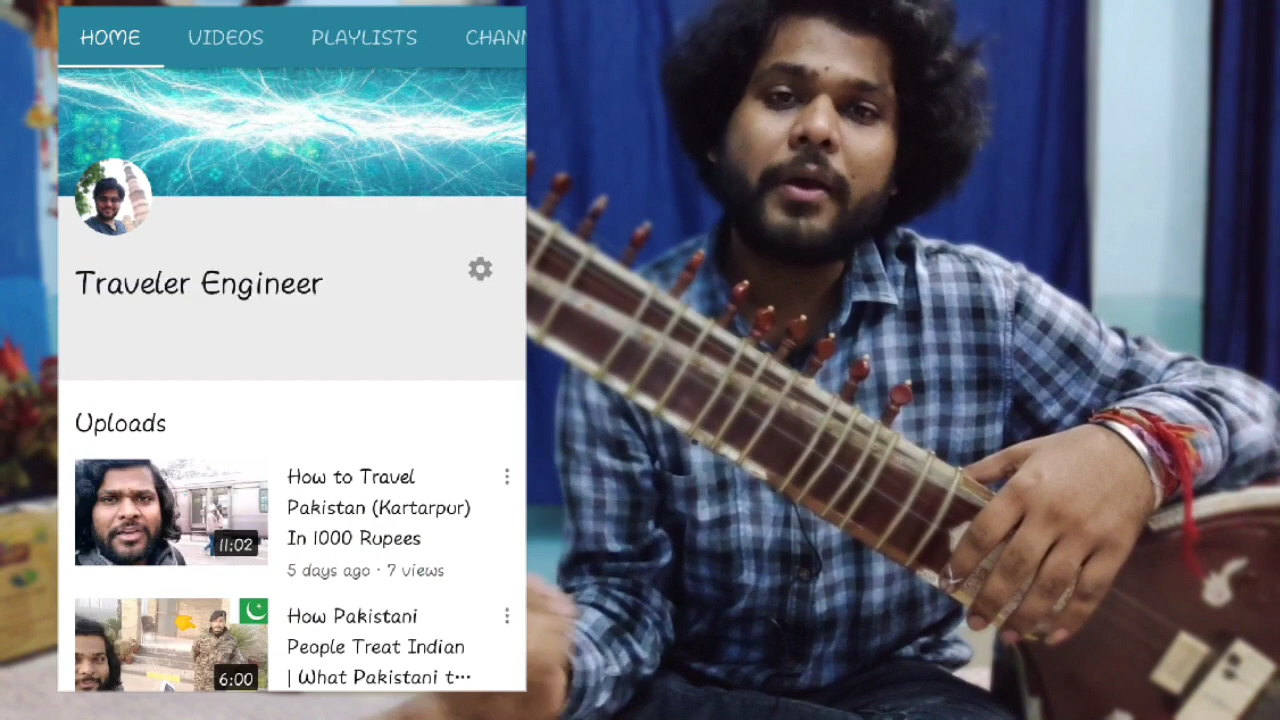 HOME VIDEOS PLAYLISTS CHANN
Traveler Engineer
Uploads
How to Travel
Pakistan (Kartarpur)
In 1000 Rupees
11:02
5 days ago · 7 views
How Pakistani
People Treat Indian
| What Pakistani t...
6:00